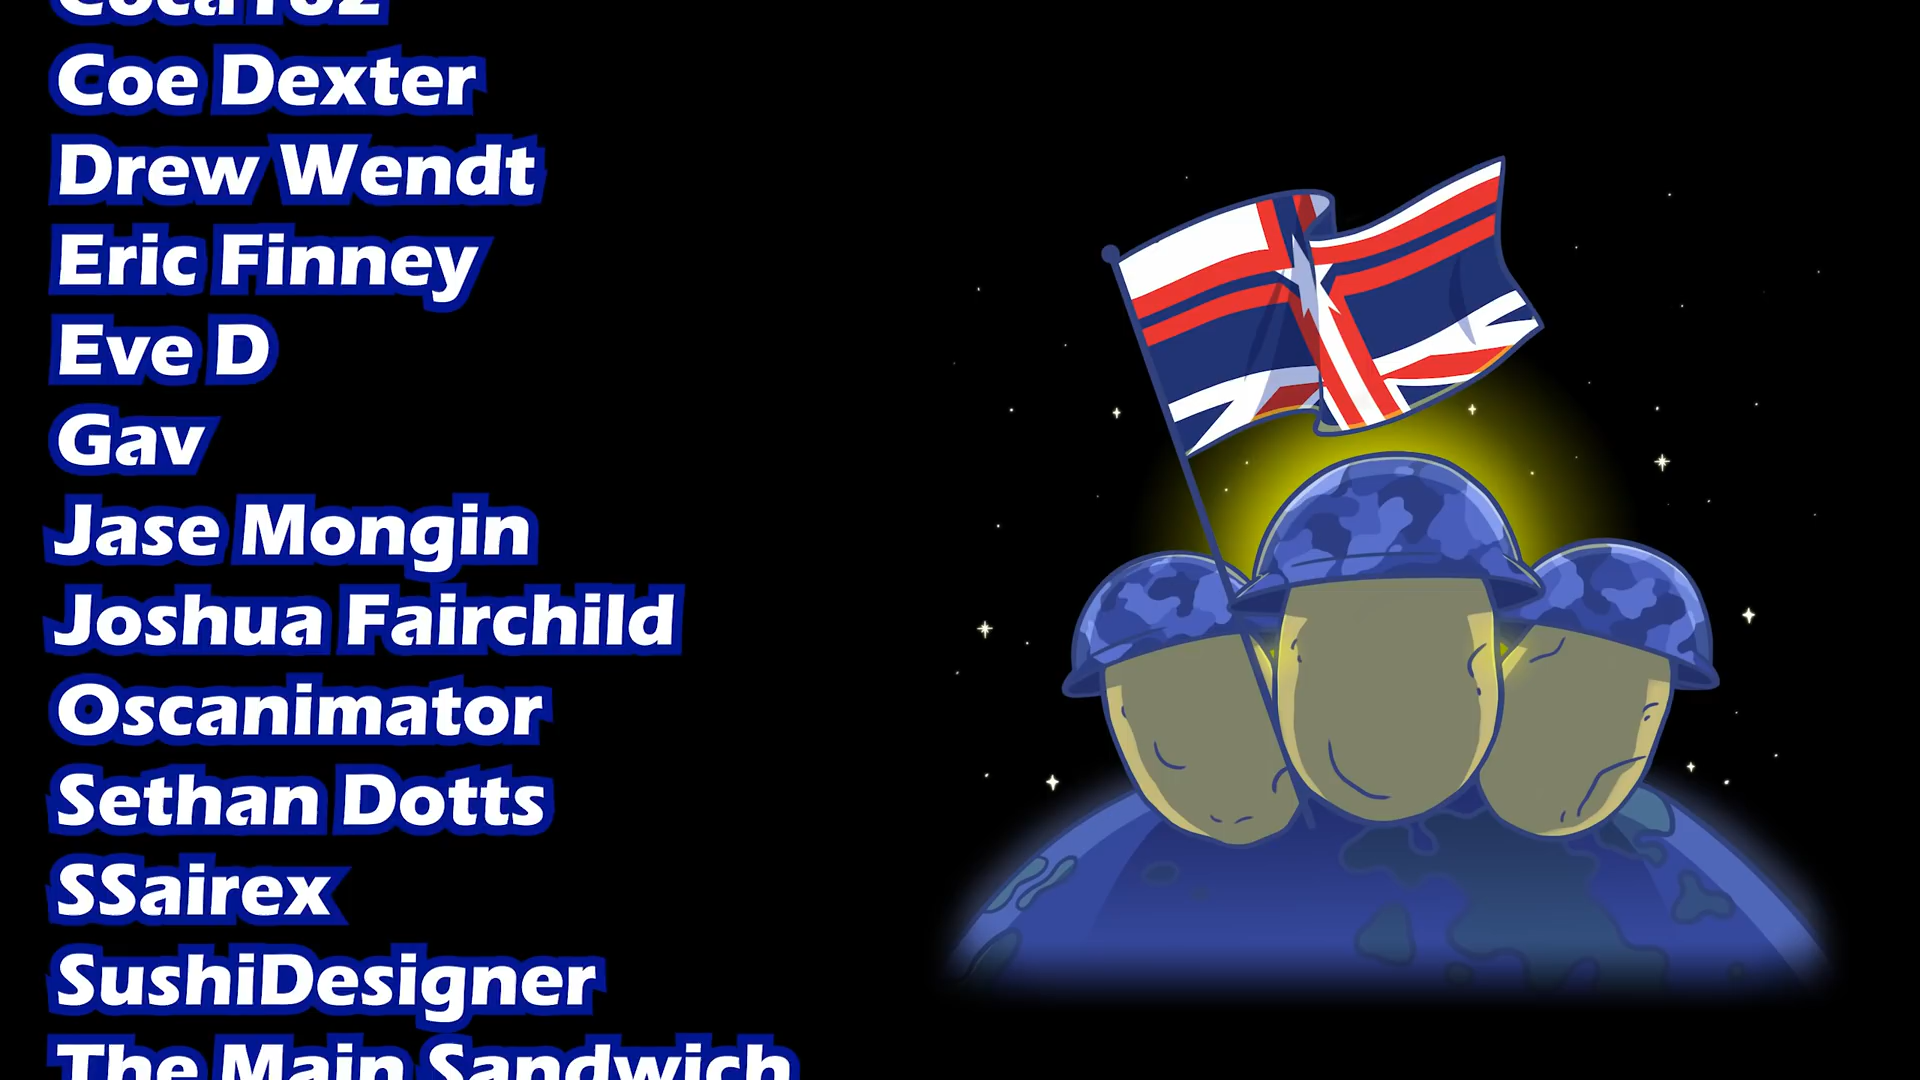 Coe Dexter
Drew Wendt
Eric Finney
Eve D
Gav
Jase Mongin
Joshua Fairchild
Oscanimator
Sethan Dotts
SSairex
SushiDesigner
The Main Sandwich